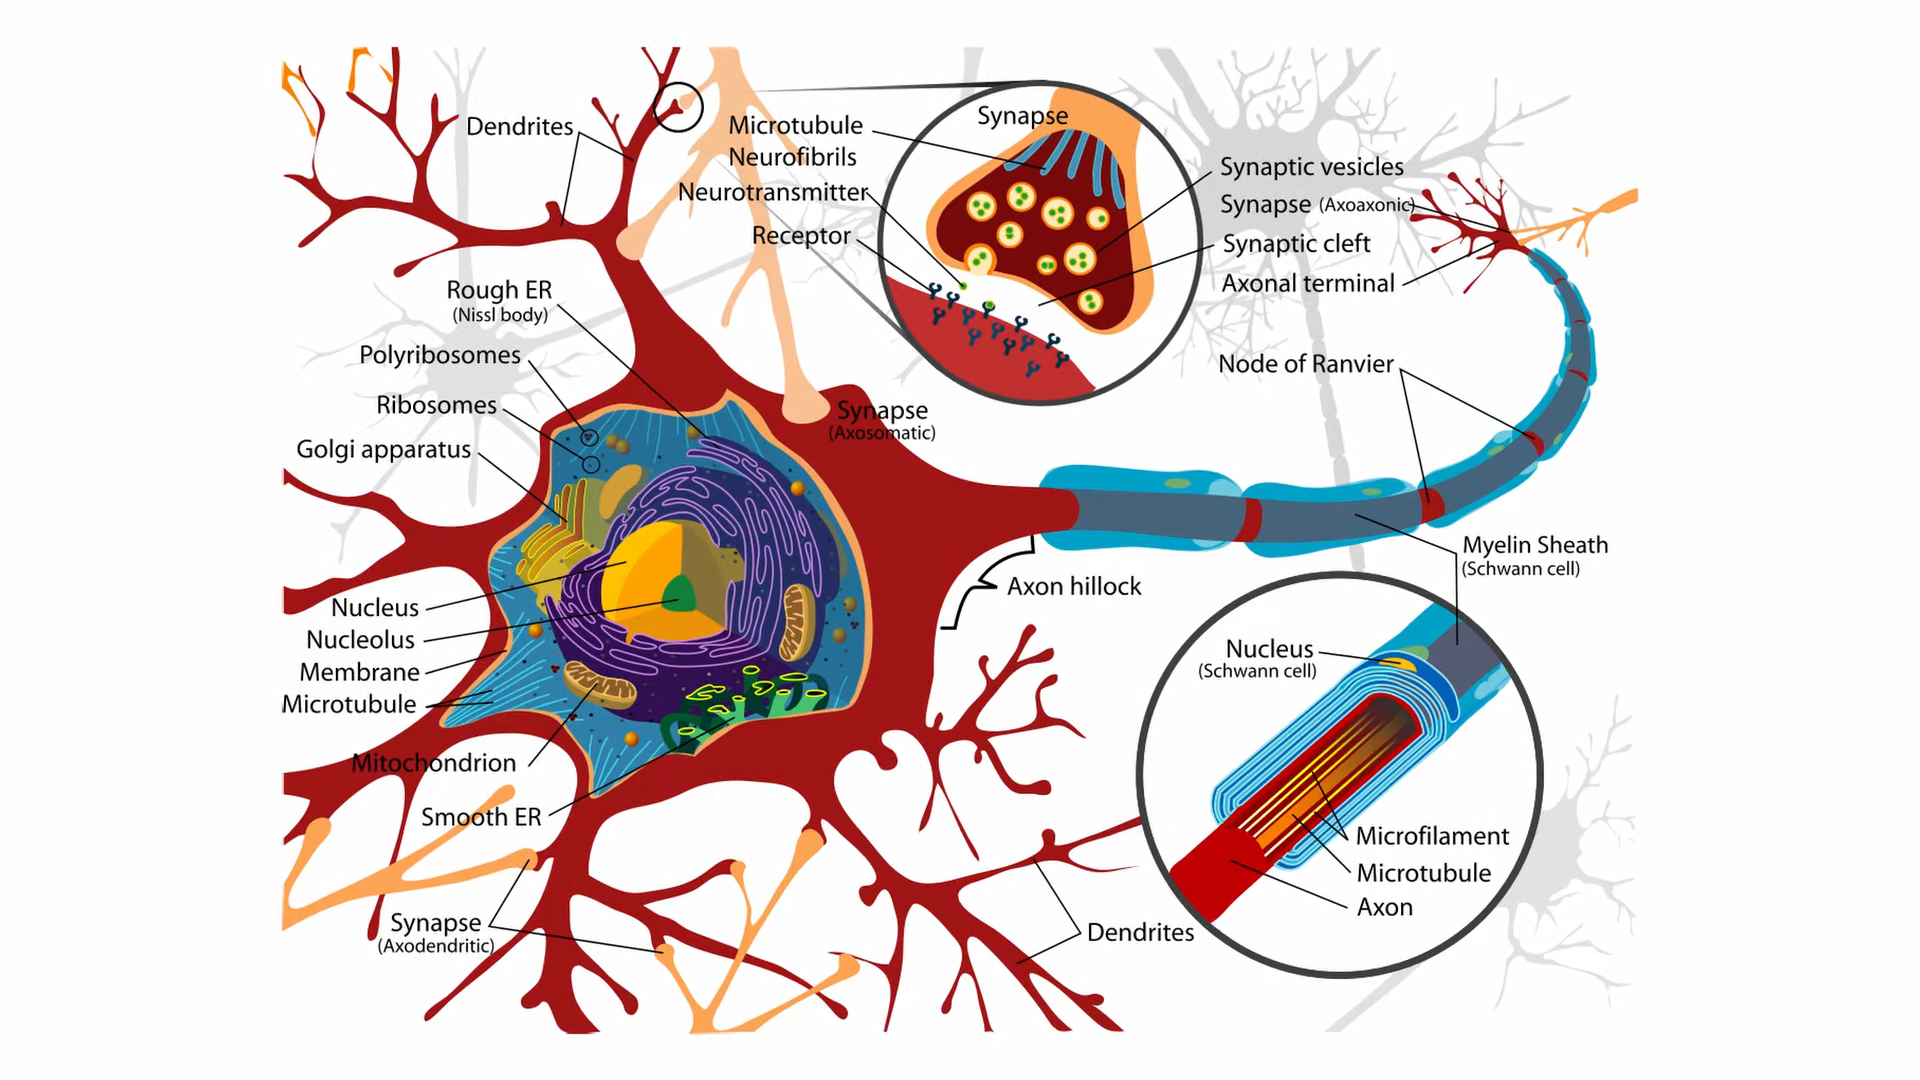 Dendrites
Microtubule
Neurofibrils
Neurotransmitter
Receptor
Synapse
Synaptic vesicles
Synapse (Axoaxonic)
Synaptic cleft
Axonal terminal
Rough ER
(Nissl body)
Polyribosomes
Ribosomes
Golgi apparatus
Synapse
(Axosomatic)
Node of Ranvier
Myelin Sheath
(Schwann cell)
Axon hillock
Nucleus
Nucleolus
Membrane
Microtubule
Mitochondrion
Smooth ER
Synapse
(Axodendritic)
Dendrites
Nucleus
(Schwann cell)
Microfilament
Microtubule
Axon